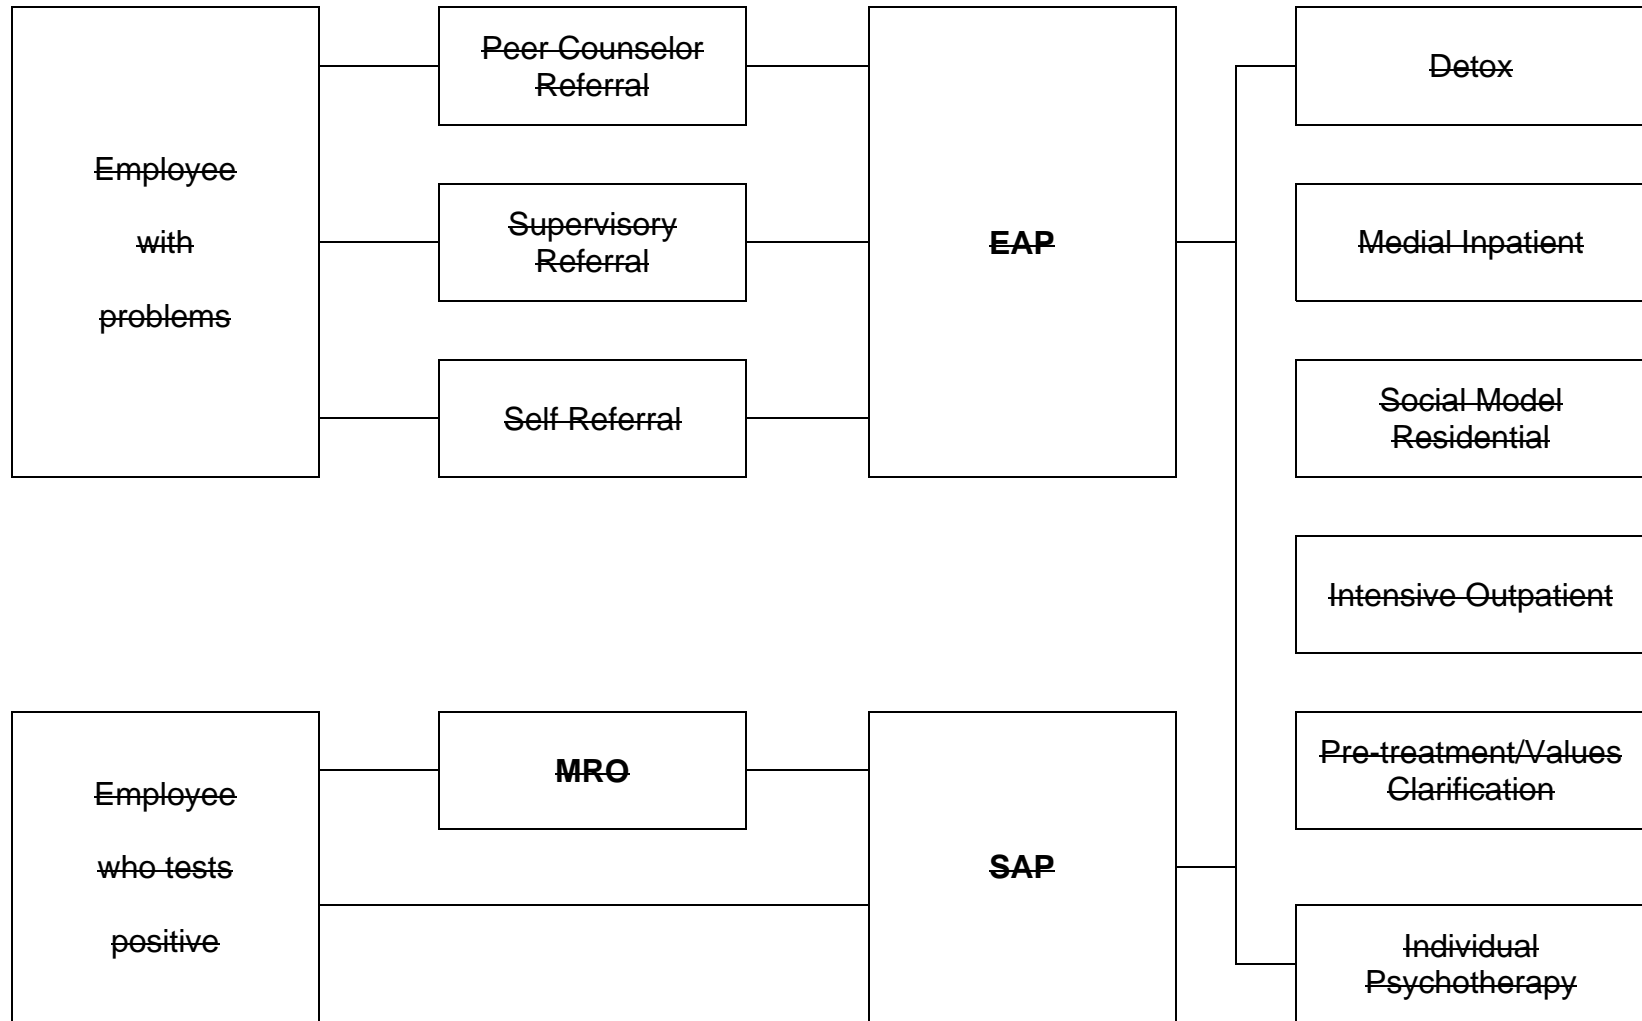 Peer Counselor
Referral
Detox
Employee
with
problems
Supervisory
Referral
EAP
Medial Inpatient
Self Referral
Social Model
Residential
Intensive Outpatient
Employee
who tests
positive
MRO
SAP
Pre-treatment/Values
Clarification
Individual
Psychotherapy